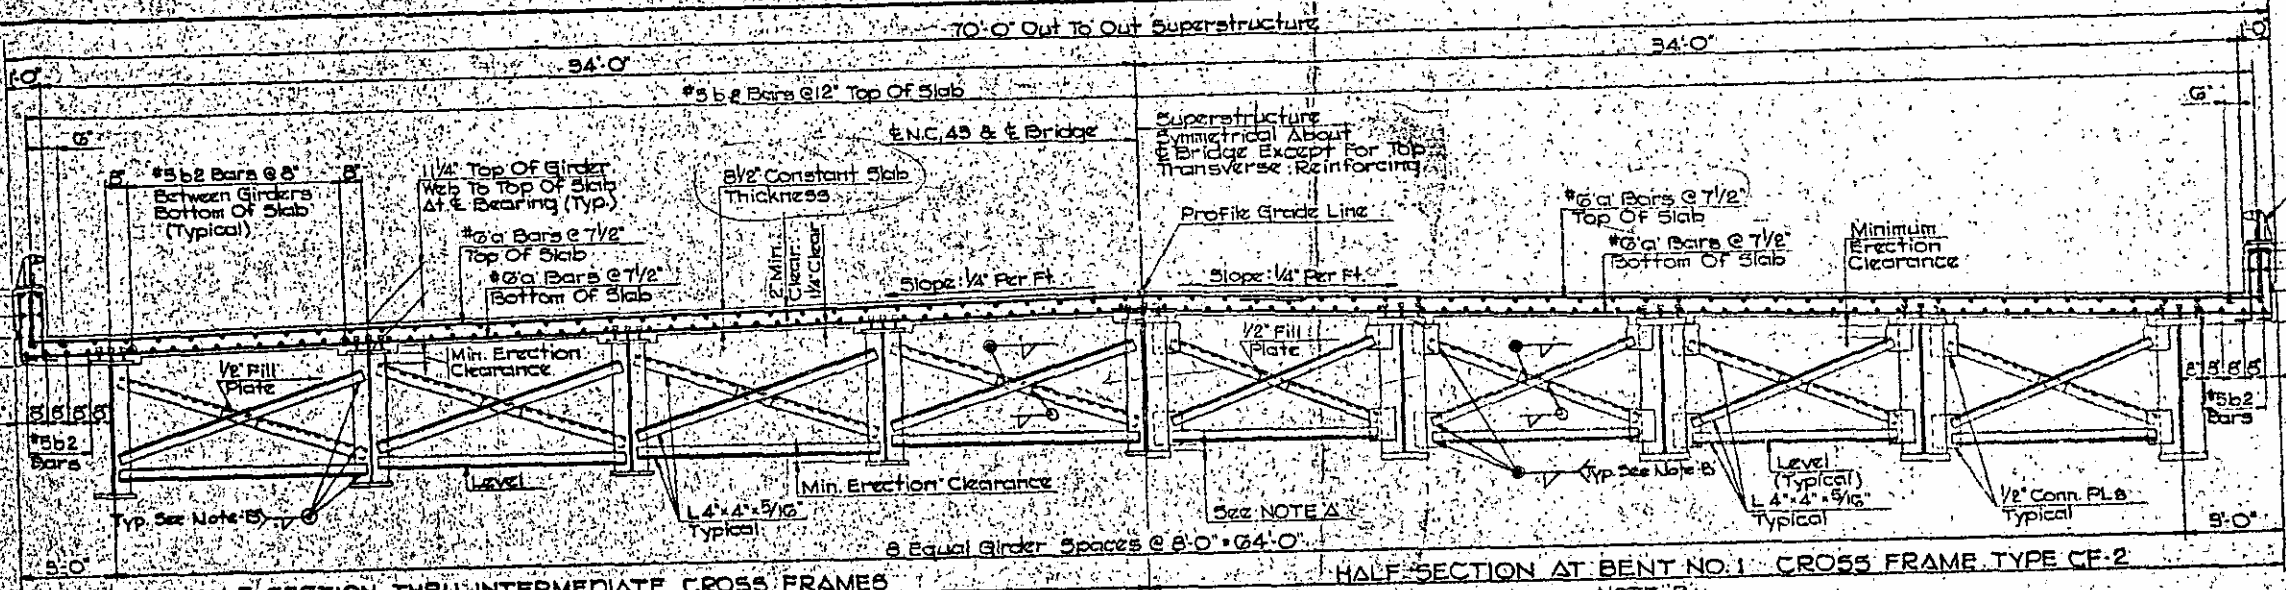 70'-0" Out To Out Superstructure
1'-0"
34'-0"
34'-0"
1'-0"
#5 b2 Bars @12" Top Of Slab
6"
6"
℄ N.C. 49 & ℄ Bridge
Superstructure
Symmetrical About
℄ Bridge Except For Top
Transverse Reinforcing
8"
#5 b2 Bars @ 8"
8"
Between Girders
Bottom Of Slab
(Typical)
11 1/4" Top Of Girder
Web To Top Of Slab
At ℄ Bearing (Typ.)
8 1/2" Constant Slab
Thickness
#6 'a' Bars @ 7 1/2"
Top Of Slab
#6 'a' Bars @ 7 1/2"
Bottom Of Slab
2" Min.
Clear.
1 1/4" Clear
Profile Grade Line
Slope: 1/4" Per Ft.
Slope: 1/4" Per Ft.
#6 'a' Bars @ 7 1/2"
Top Of Slab
#6 'a' Bars @ 7 1/2"
Bottom Of Slab
Minimum
Erection
Clearance
1/2" Fill
Plate
Min. Erection
Clearance
1/2" Fill
Plate
8" 8" 8" 8"
#5b2
Bars
8" 8" 8" 8"
#5b2
Bars
Typ. See Note B
Level
L 4" x 4" x 5/16"
Typical
Min. Erection Clearance
See NOTE A
Typ. See Note B
Level
(Typical)
L 4" x 4" x 5/16"
Typical
1/2" Conn. PLs
Typical
3'-0"
8 Equal Girder Spaces @ 8'-0" = 64'-0"
3'-0"
SECTION THRU INTERMEDIATE CROSS FRAMES
HALF SECTION AT BENT NO. 1 CROSS FRAME TYPE CF-2